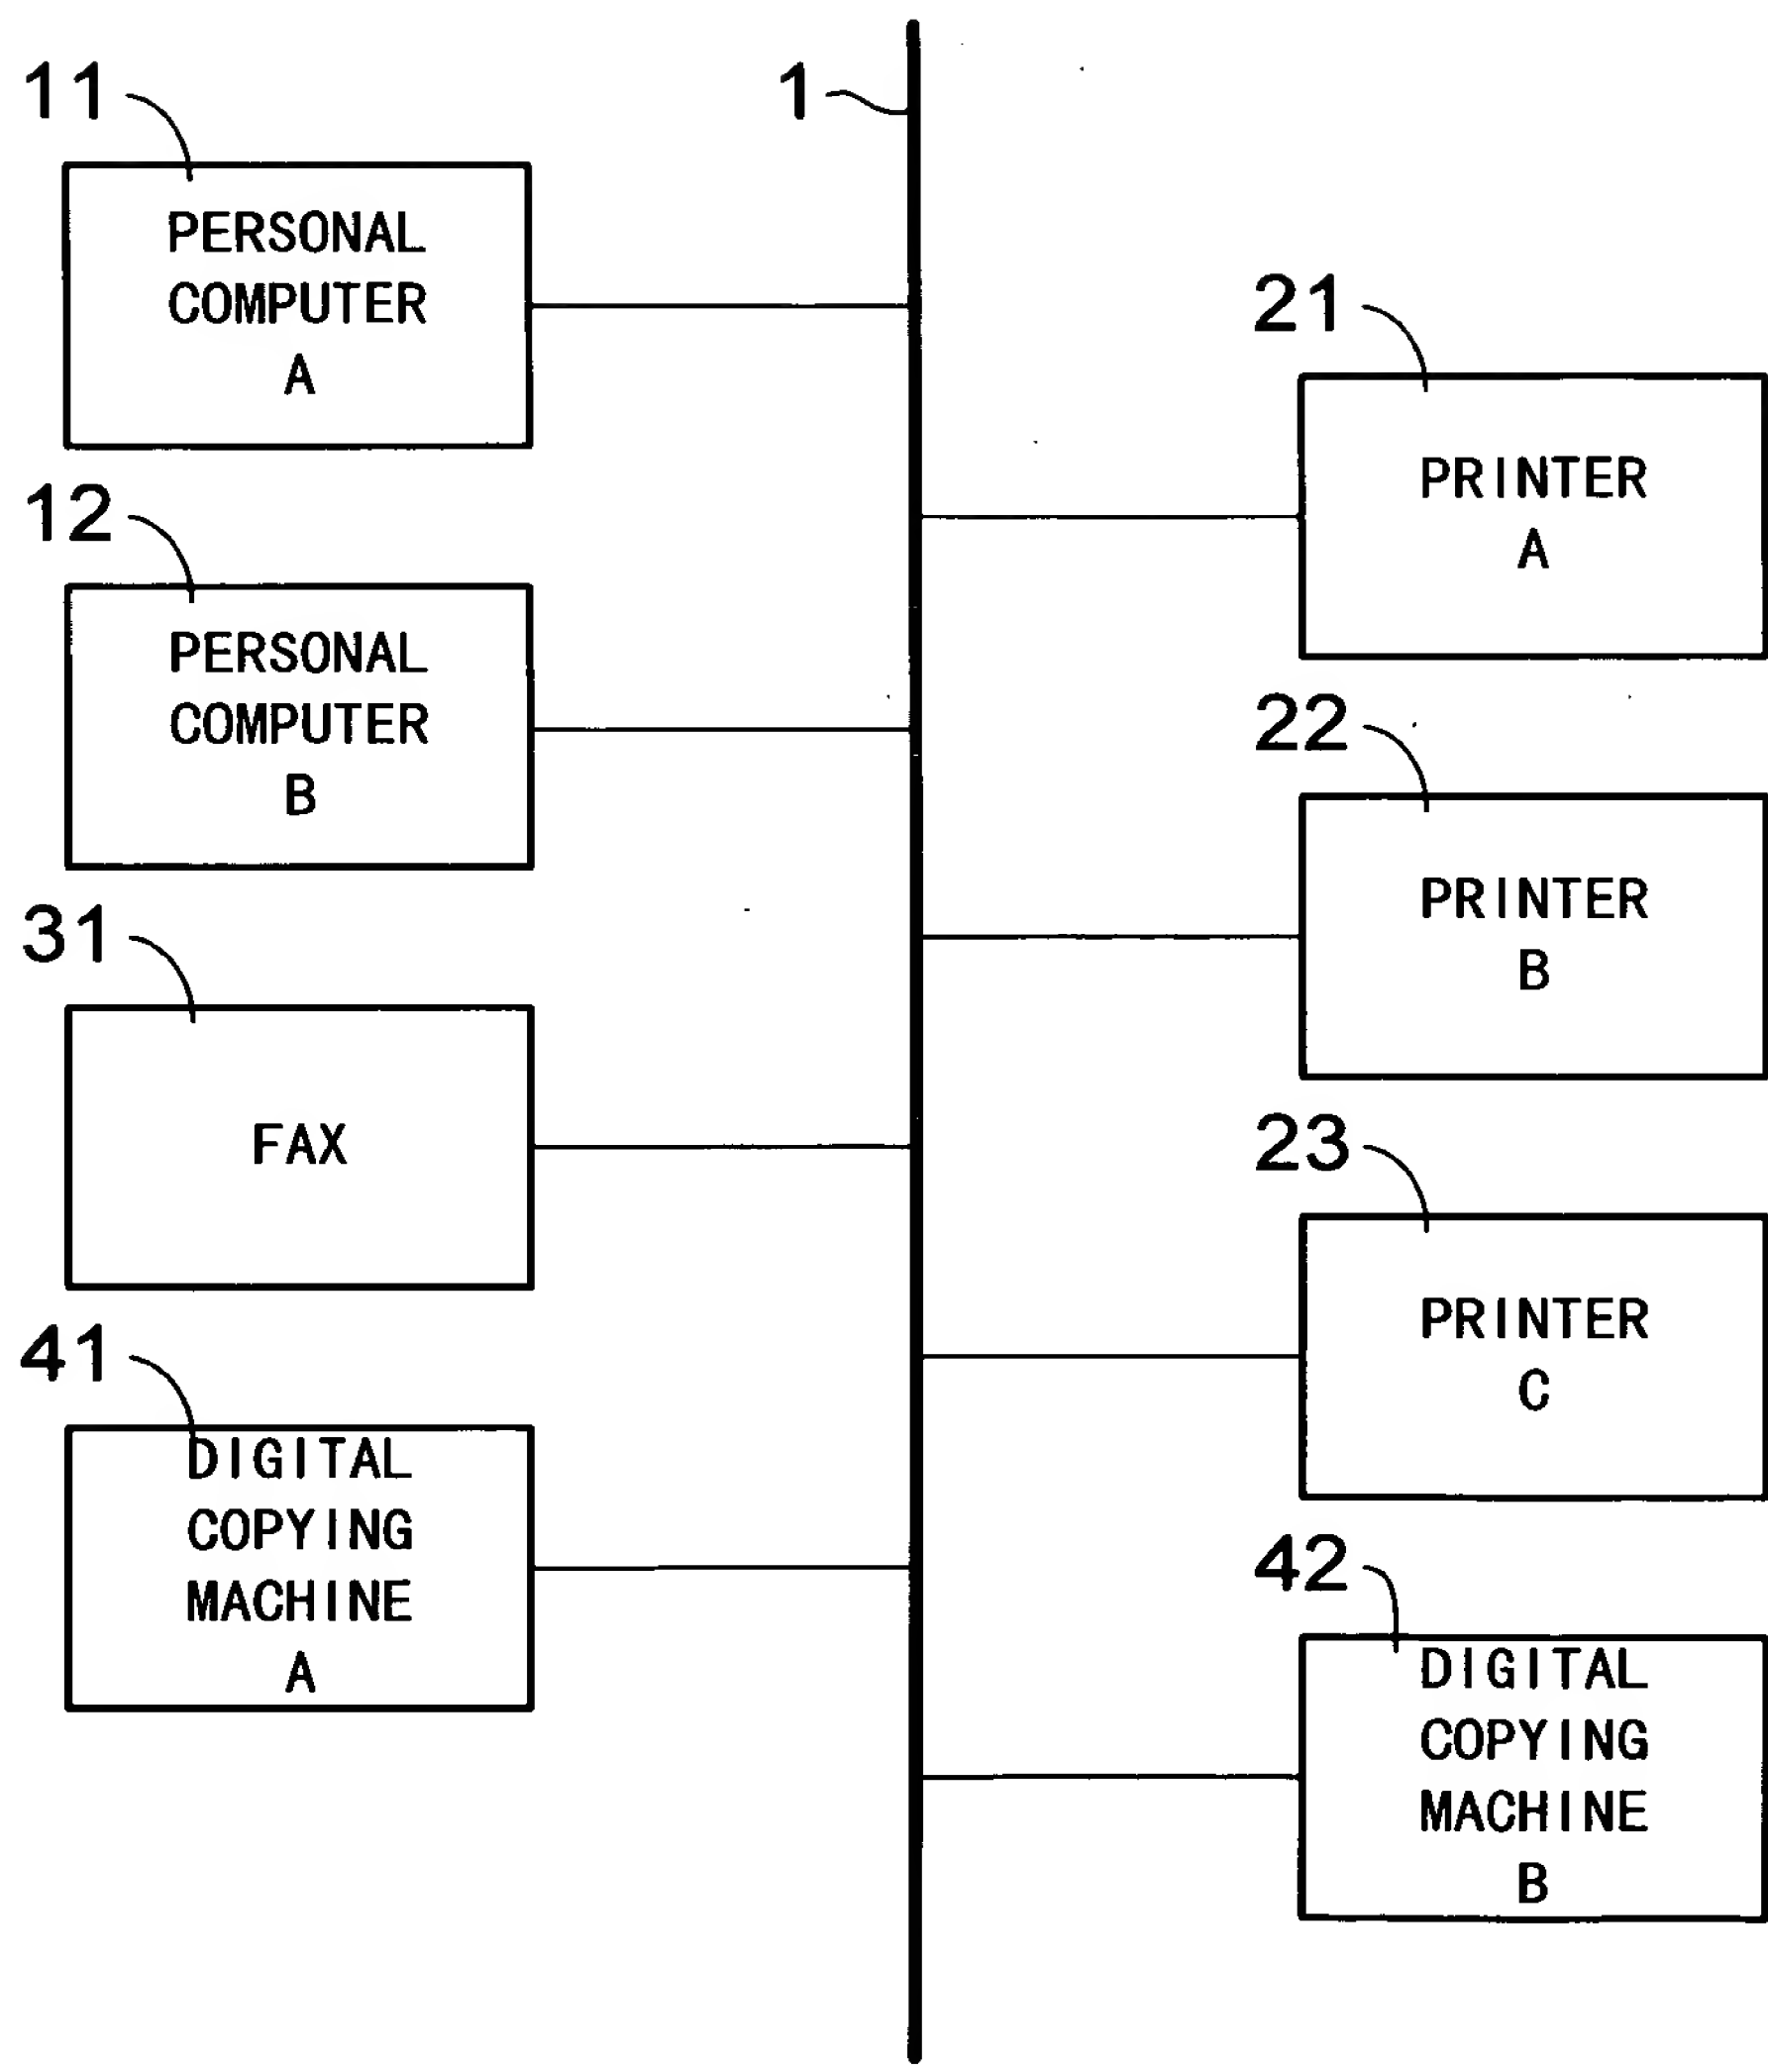 11
1
PERSONAL
COMPUTER
A
21
PRINTER
A
12
PERSONAL
COMPUTER
B
22
PRINTER
B
31
FAX
23
PRINTER
C
41
DIGITAL
COPYING
MACHINE
A
42
DIGITAL
COPYING
MACHINE
B